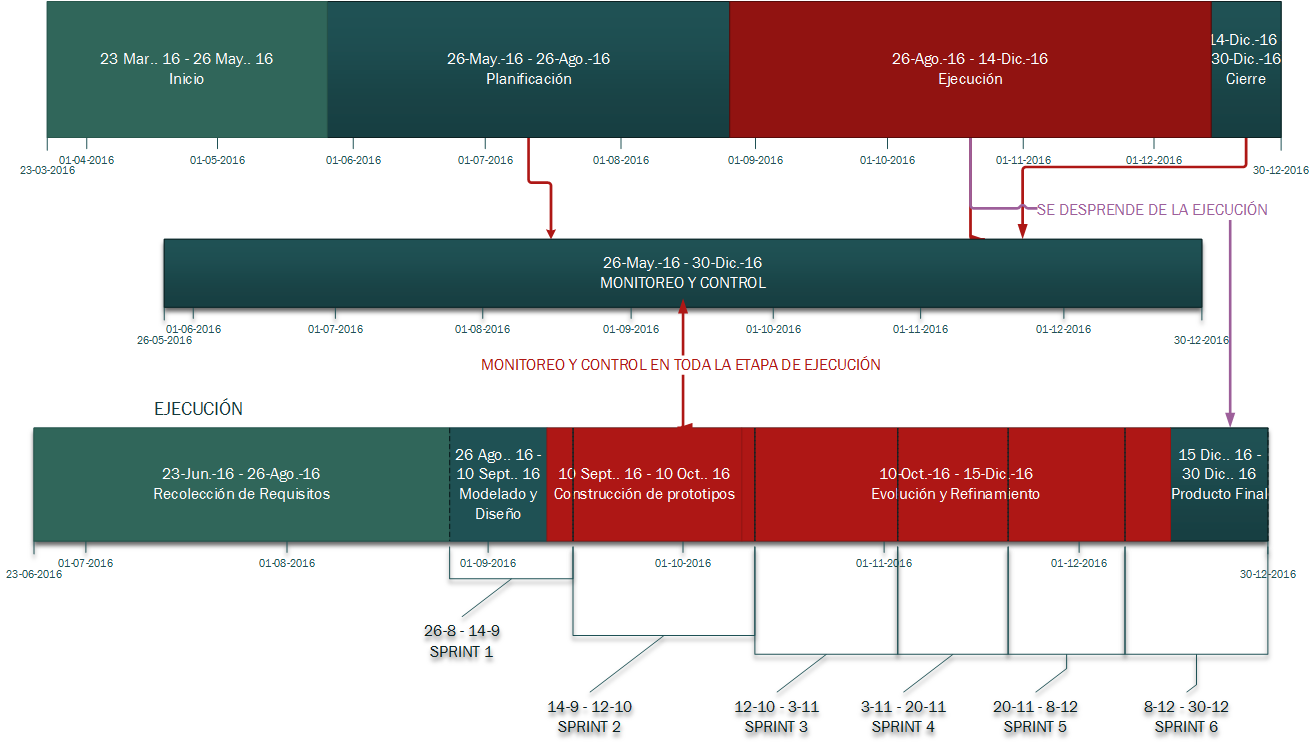 23 Mar.. 16 - 26 May.. 16
Inicio
26-May.-16 - 26-Ago.-16
Planificación
26-Ago.-16 - 14-Dic.-16
Ejecución
14-Dic.-16
30-Dic.-16
Cierre
23-03-2016
01-04-2016
01-05-2016
01-06-2016
01-07-2016
01-08-2016
01-09-2016
01-10-2016
01-11-2016
01-12-2016
30-12-2016
SE DESPRENDE DE LA EJECUCIÓN
26-May.-16 - 30-Dic.-16
MONITOREO Y CONTROL
26-05-2016
01-06-2016
01-07-2016
01-08-2016
01-09-2016
01-10-2016
01-11-2016
01-12-2016
30-12-2016
MONITOREO Y CONTROL EN TODA LA ETAPA DE EJECUCIÓN
EJECUCIÓN
23-Jun.-16 - 26-Ago.-16
Recolección de Requisitos
26 Ago.. 16 -
10 Sept.. 16
Modelado y
Diseño
10 Sept.. 16 - 10 Oct.. 16
Construcción de prototipos
10-Oct.-16 - 15-Dic.-16
Evolución y Refinamiento
15 Dic.. 16 -
30 Dic.. 16
Producto Final
23-06-2016
01-07-2016
01-08-2016
01-09-2016
01-10-2016
01-11-2016
01-12-2016
30-12-2016
26-8 - 14-9
SPRINT 1
14-9 - 12-10
SPRINT 2
12-10 - 3-11
SPRINT 3
3-11 - 20-11
SPRINT 4
20-11 - 8-12
SPRINT 5
8-12 - 30-12
SPRINT 6